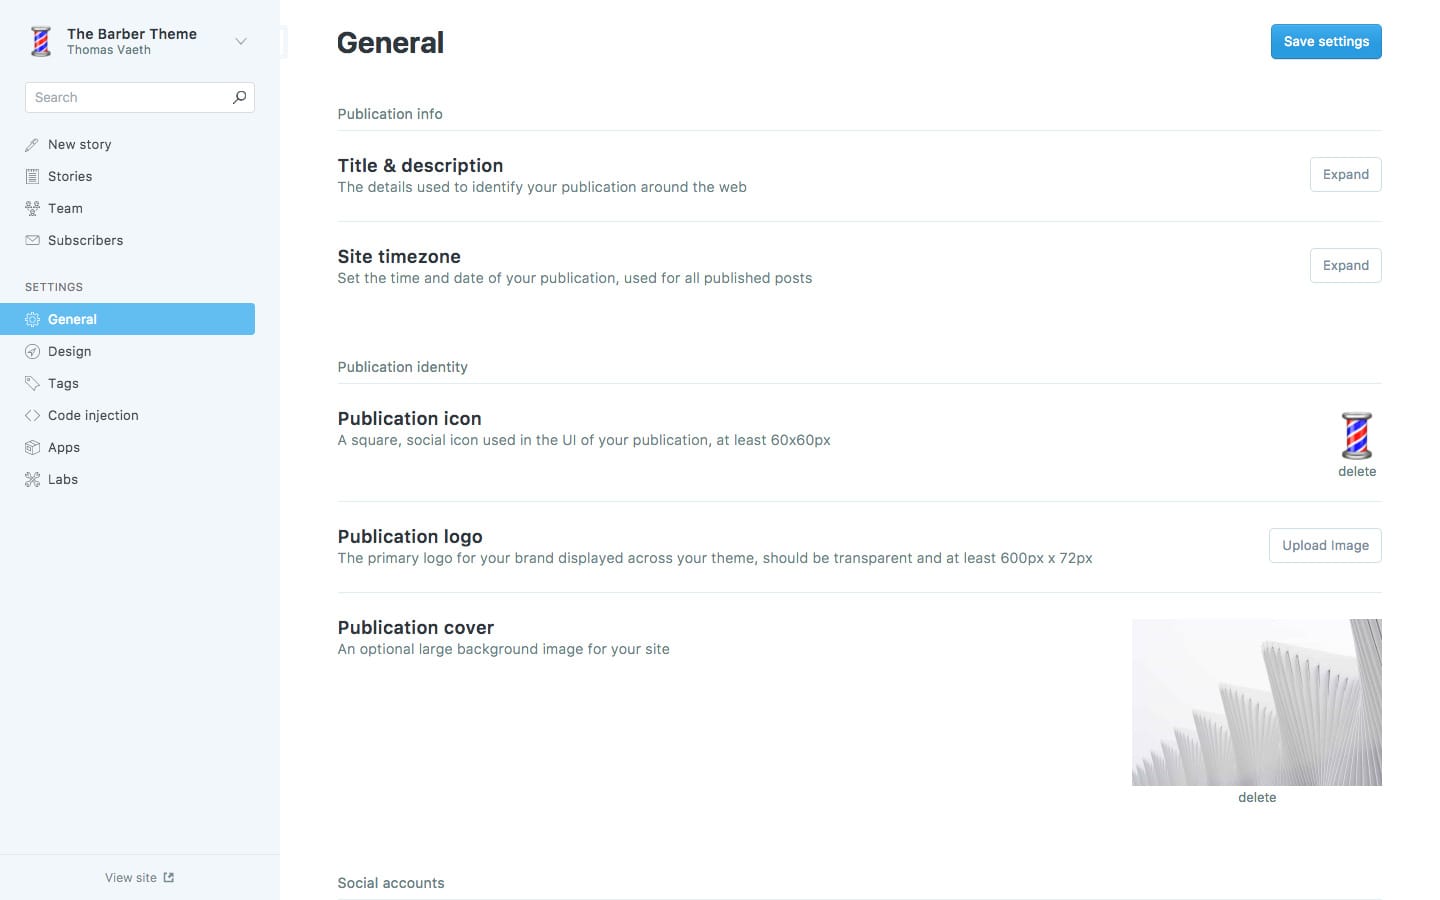 The Barber Theme
Thomas Vaeth
Search
New story
Stories
Team
Subscribers
SETTINGS
General
Design
Tags
Code injection
Apps
Labs
View site
General
Save settings
Publication info
Title & description
The details used to identify your publication around the web
Expand
Site timezone
Set the time and date of your publication, used for all published posts
Expand
Publication identity
Publication icon
A square, social icon used in the UI of your publication, at least 60x60px
delete
Publication logo
The primary logo for your brand displayed across your theme, should be transparent and at least 600px x 72px
Upload Image
Publication cover
An optional large background image for your site
delete
Social accounts